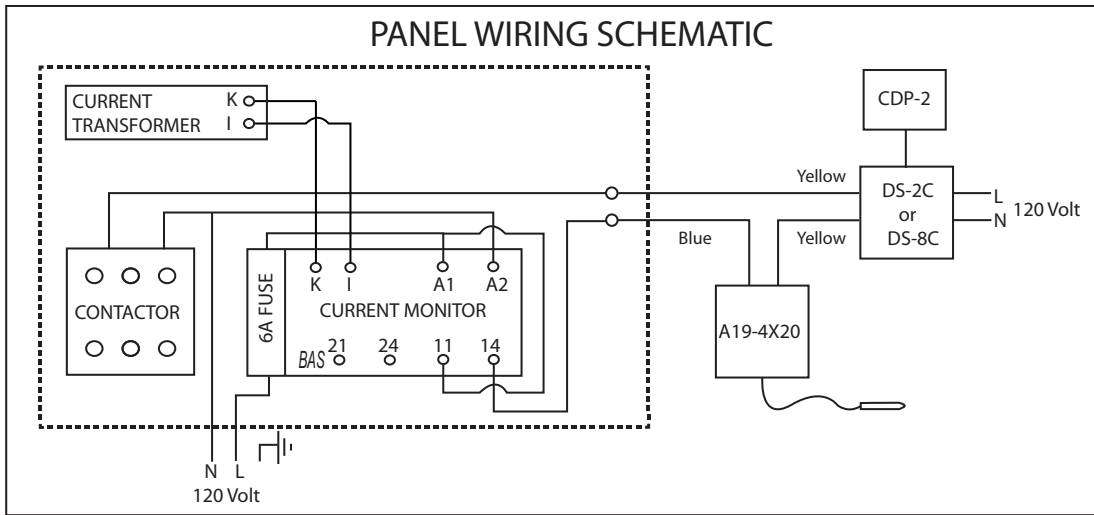 PANEL WIRING SCHEMATIC
CURRENT
TRANSFORMER
K
I
CDP-2
Yellow
DS-2C
or
DS-8C
L
N
120 Volt
Blue
Yellow
CONTACTOR
6A FUSE
K I A1 A2
CURRENT MONITOR
BAS 21 24 11 14
A19-4X20
N L
120 Volt